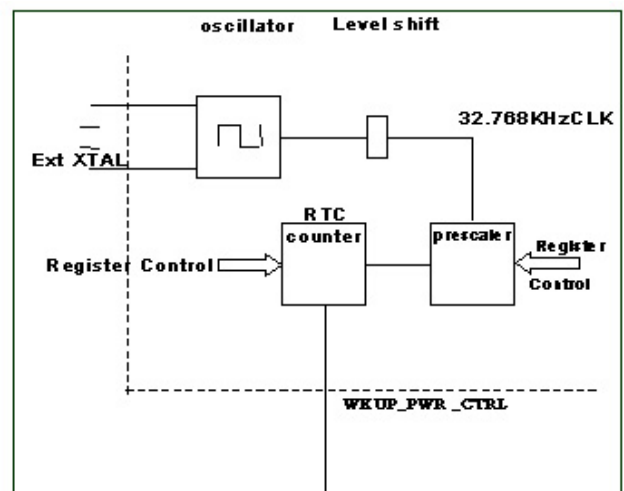 oscillator Level shift
32.768KHzCLK
Ext XTAL
RTC
counter
prescaler
Register
Register Control
Control
WKUP_PWR_CTRL